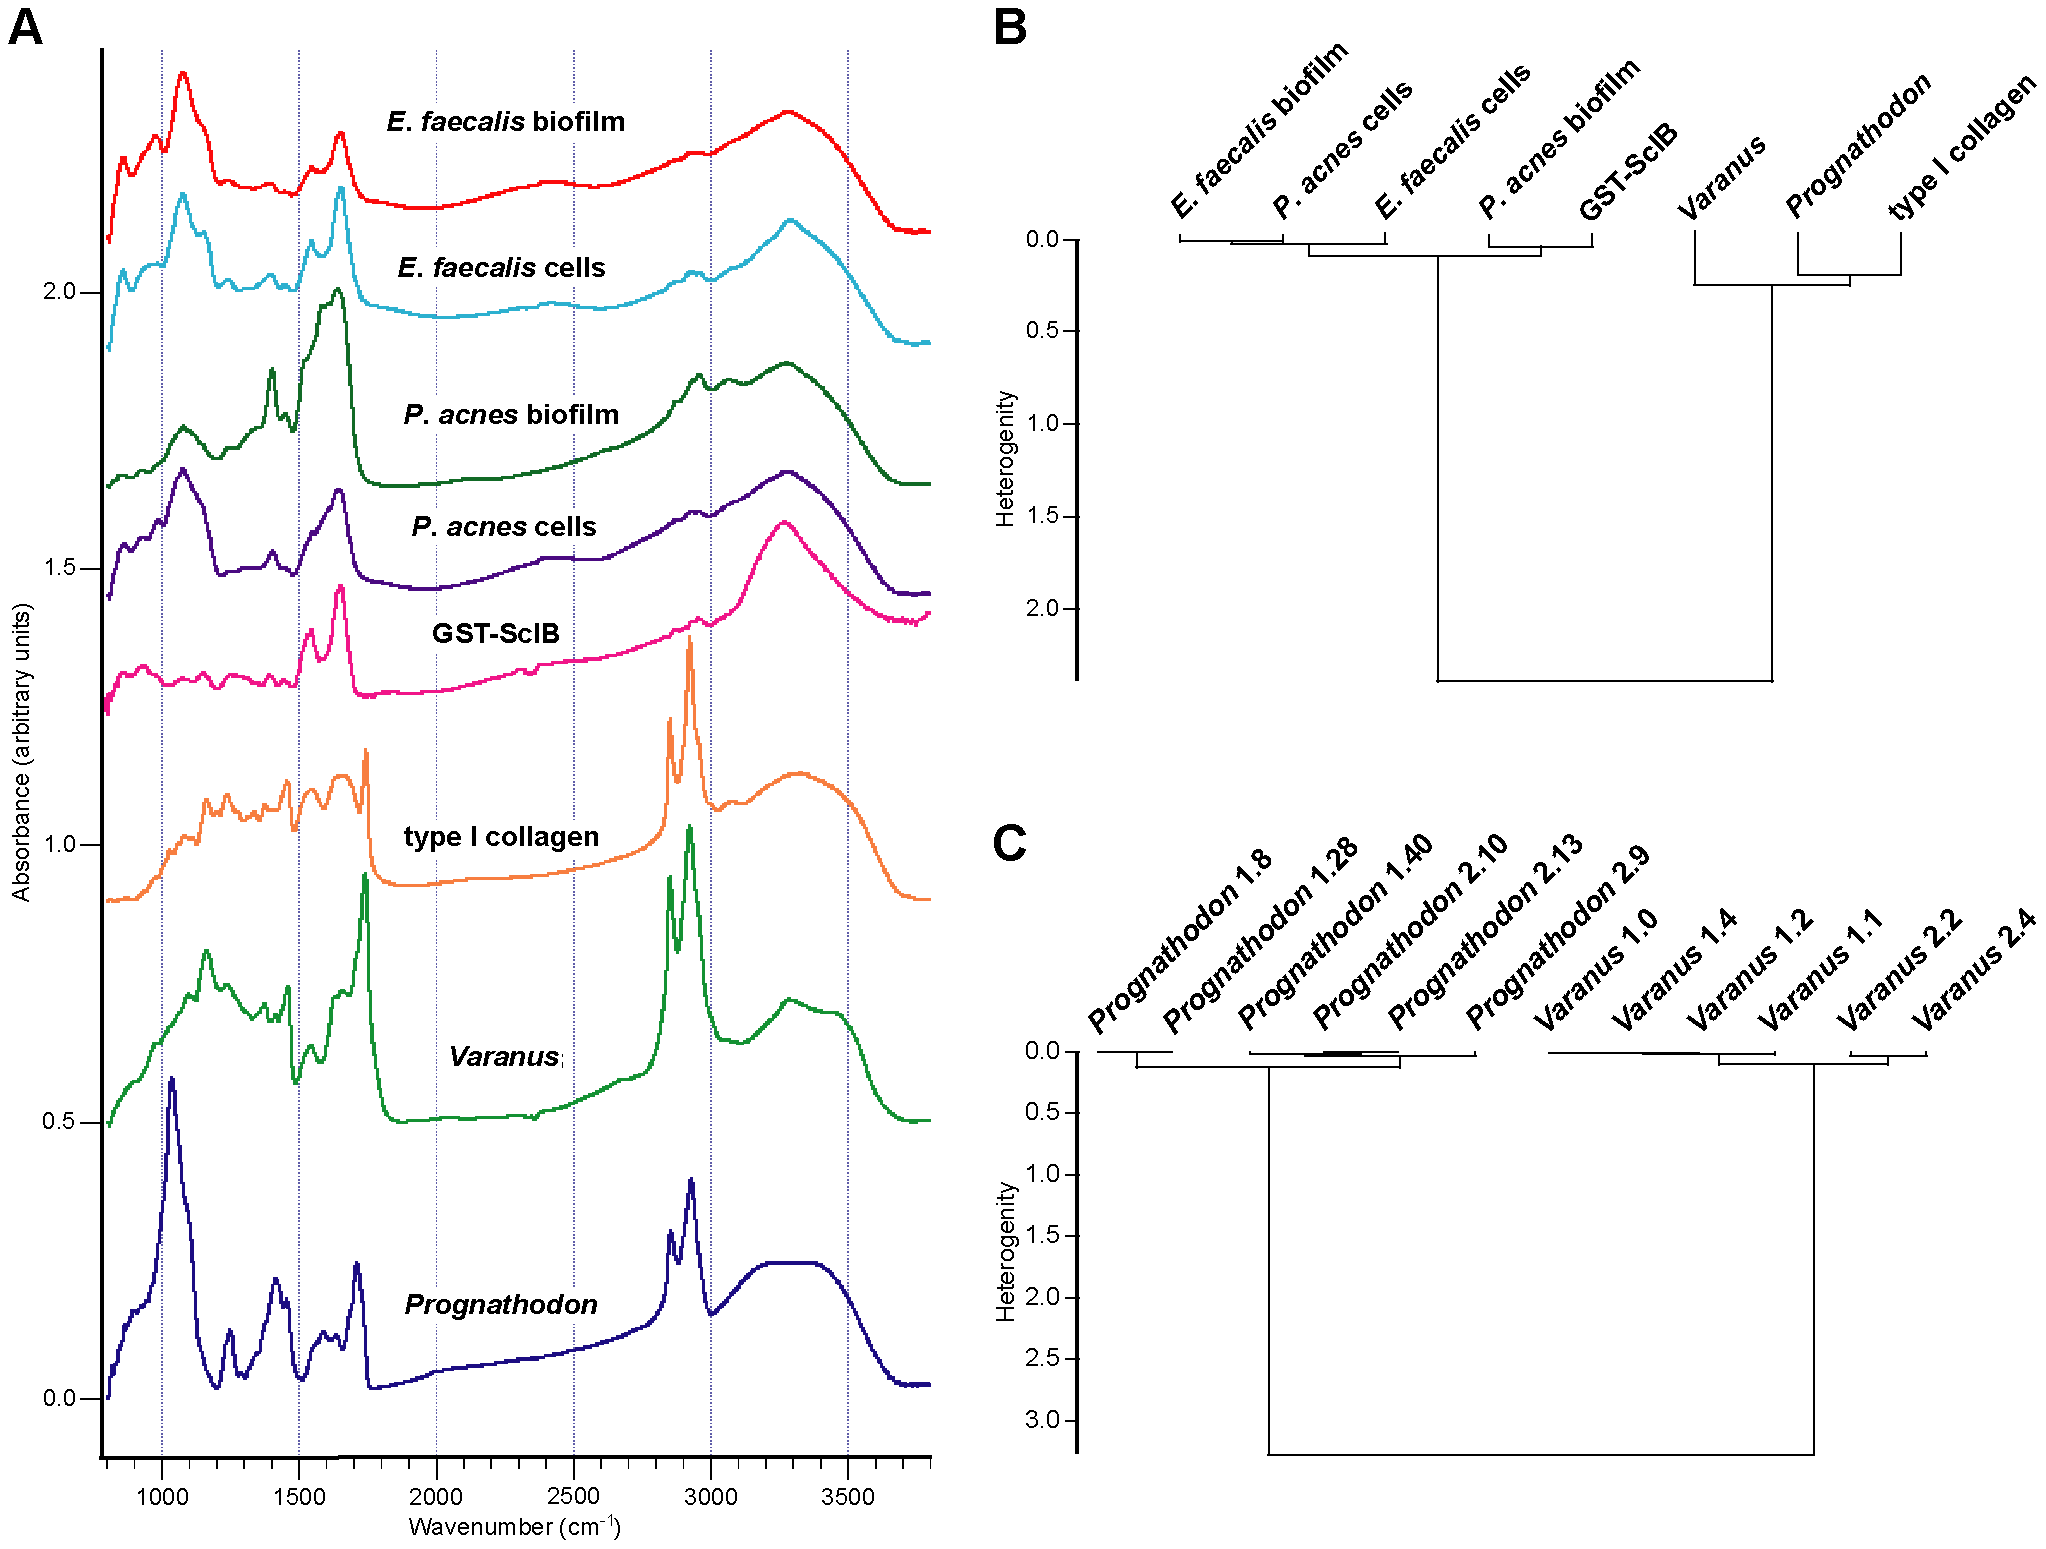 A
E. faecalis biofilm
E. faecalis cells
P. acnes biofilm
P. acnes cells
GST-SclB
type I collagen
Varanus
Prognathodon
2.0
1.5
1.0
0.5
0.0
Absorbance (arbitrary units)
1000 1500 2000 2500 3000 3500
Wavenumber (cm-1)
B
E. faecalis biofilm
P. acnes cells
E. faecalis cells
P. acnes biofilm
GST-SclB
Varanus
Prognathodon
type I collagen
0.0
0.5
1.0
1.5
2.0
Heterogenity
C
Prognathodon 1.8
Prognathodon 1.28
Prognathodon 1.40
Prognathodon 2.10
Prognathodon 2.13
Prognathodon 2.9
Varanus 1.0
Varanus 1.4
Varanus 1.2
Varanus 1.1
Varanus 2.2
Varanus 2.4
0.0
0.5
1.0
1.5
2.0
2.5
3.0
Heterogenity